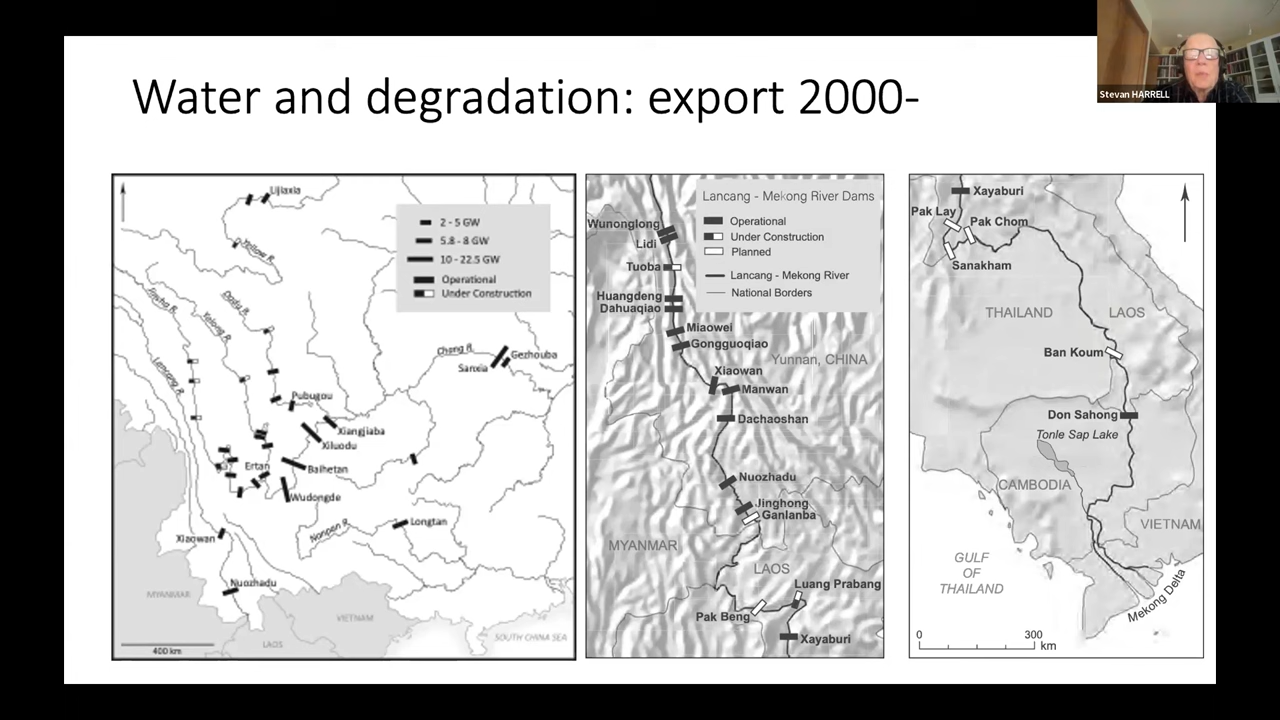 Water and degradation: export 2000-
Stevan HARRELL
Lijiaxia
Yellow R.
2 - 5 GW
5.8 - 8 GW
10 - 22.5 GW
Operational
Under Construction
Jinsha R.
Yalong R.
Dadu R.
Lancang R.
Chang R.
Gezhouba
Sanxia
Pubugou
Xiangjiaba
Xiluodu
Ertan
Baihetan
Wudongde
Xiaowan
Longtan
Nuozhadu
MYANMAR
VIETNAM
LAOS
SOUTH CHINA SEA
400 km
Lancang - Mekong River Dams
Operational
Under Construction
Planned
Lancang - Mekong River
National Borders
Wunonglong
Lidi
Tuoba
Huangdeng
Dahuaqiao
Miaowei
Gongguoqiao
Yunnan, CHINA
Xiaowan
Manwan
Dachaoshan
Nuozhadu
Jinghong
Ganlanba
MYANMAR
LAOS
Luang Prabang
Pak Beng
Xayaburi
Xayaburi
Pak Lay
Pak Chom
Sanakham
THAILAND
LAOS
Ban Koum
Don Sahong
Tonle Sap Lake
CAMBODIA
VIETNAM
GULF
OF
THAILAND
Mekong Delta
0 300
km